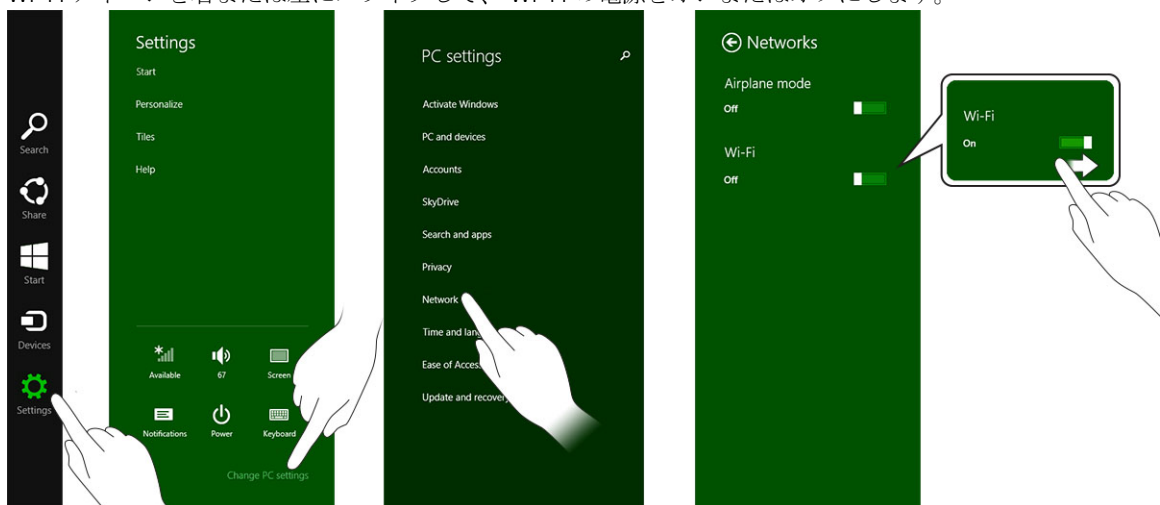 Search
Share
Start
Devices
Settings
Settings
Start
Personalize
Tiles
Help
Available
67
Screen
Notifications
Power
Keyboard
Change PC settings
PC settings
Activate Windows
PC and devices
Accounts
SkyDrive
Search and apps
Privacy
Network
Time and lan
Ease of Acces
Update and recovery
Networks
Airplane mode
Off
Wi-Fi
Off
Wi-Fi
On